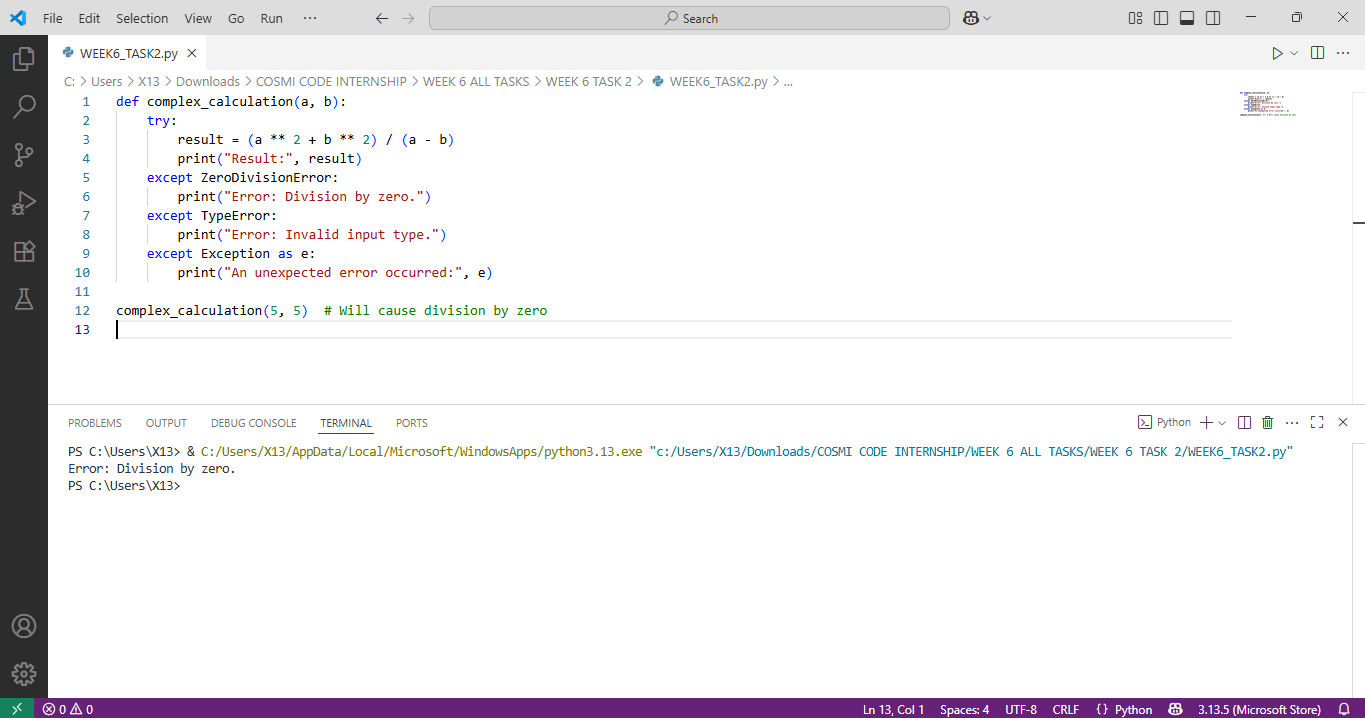 File Edit Selection View Go Run ··· Search
WEEK6_TASK2.py
C: > Users > X13 > Downloads > COSMI CODE INTERNSHIP > WEEK 6 ALL TASKS > WEEK 6 TASK 2 > WEEK6_TASK2.py > ...
1 def complex_calculation(a, b):
2 try:
3 result = (a ** 2 + b ** 2) / (a - b)
4 print("Result:", result)
5 except ZeroDivisionError:
6 print("Error: Division by zero.")
7 except TypeError:
8 print("Error: Invalid input type.")
9 except Exception as e:
10 print("An unexpected error occurred:", e)
11
12 complex_calculation(5, 5) # Will cause division by zero
13
PROBLEMS OUTPUT DEBUG CONSOLE TERMINAL PORTS Python
PS C:\Users\X13> & C:/Users/X13/AppData/Local/Microsoft/WindowsApps/python3.13.exe "c:/Users/X13/Downloads/COSMI CODE INTERNSHIP/WEEK 6 ALL TASKS/WEEK 6 TASK 2/WEEK6_TASK2.py"
Error: Division by zero.
PS C:\Users\X13>
0 0 Ln 13, Col 1 Spaces: 4 UTF-8 CRLF {} Python 3.13.5 (Microsoft Store)